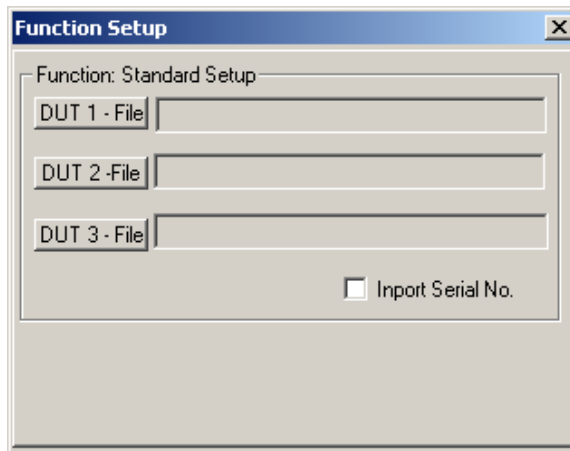 Function Setup
Function: Standard Setup
DUT 1 - File
DUT 2 -File
DUT 3 - File
Inport Serial No.